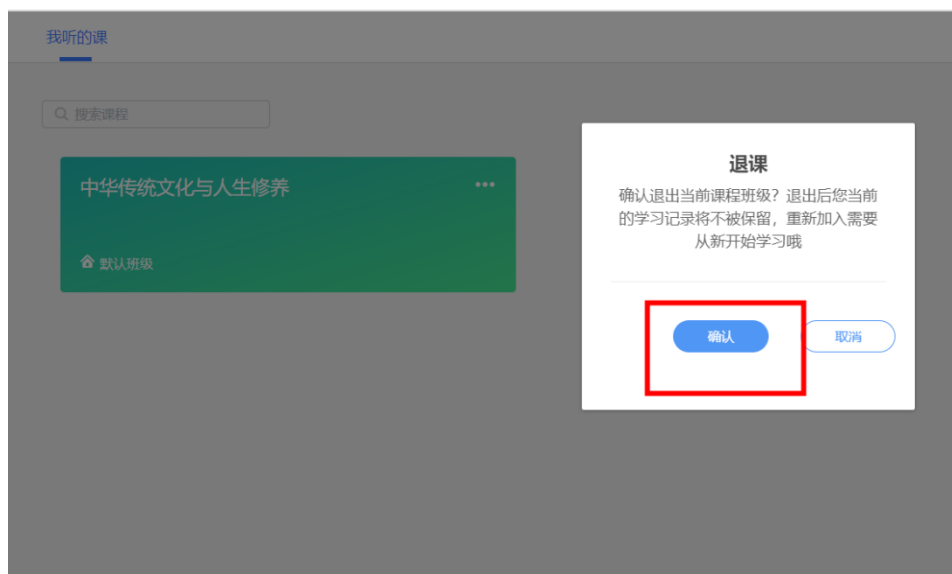 我听的课
搜索课程
中华传统文化与人生修养
默认班级
退课
确认退出当前课程班级？退出后您当前
的学习记录将不被保留，重新加入需要
从新开始学习哦
确认
取消